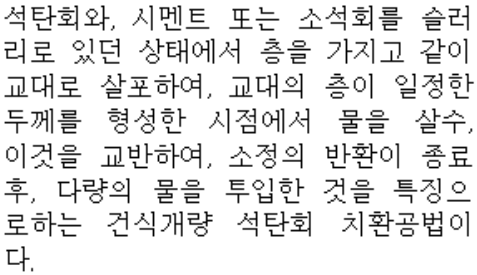 석탄회와, 시멘트 또는 소석회를 슬러
리로 있던 상태에서 층을 가지고 같이
교대로 살포하여, 교대의 층이 일정한
두께를 형성한 시점에서 물을 살수,
이것을 교반하여, 소정의 반환이 종료
후, 다량의 물을 투입한 것을 특징으
로하는 건식개량 석탄회 치환공법이
다.